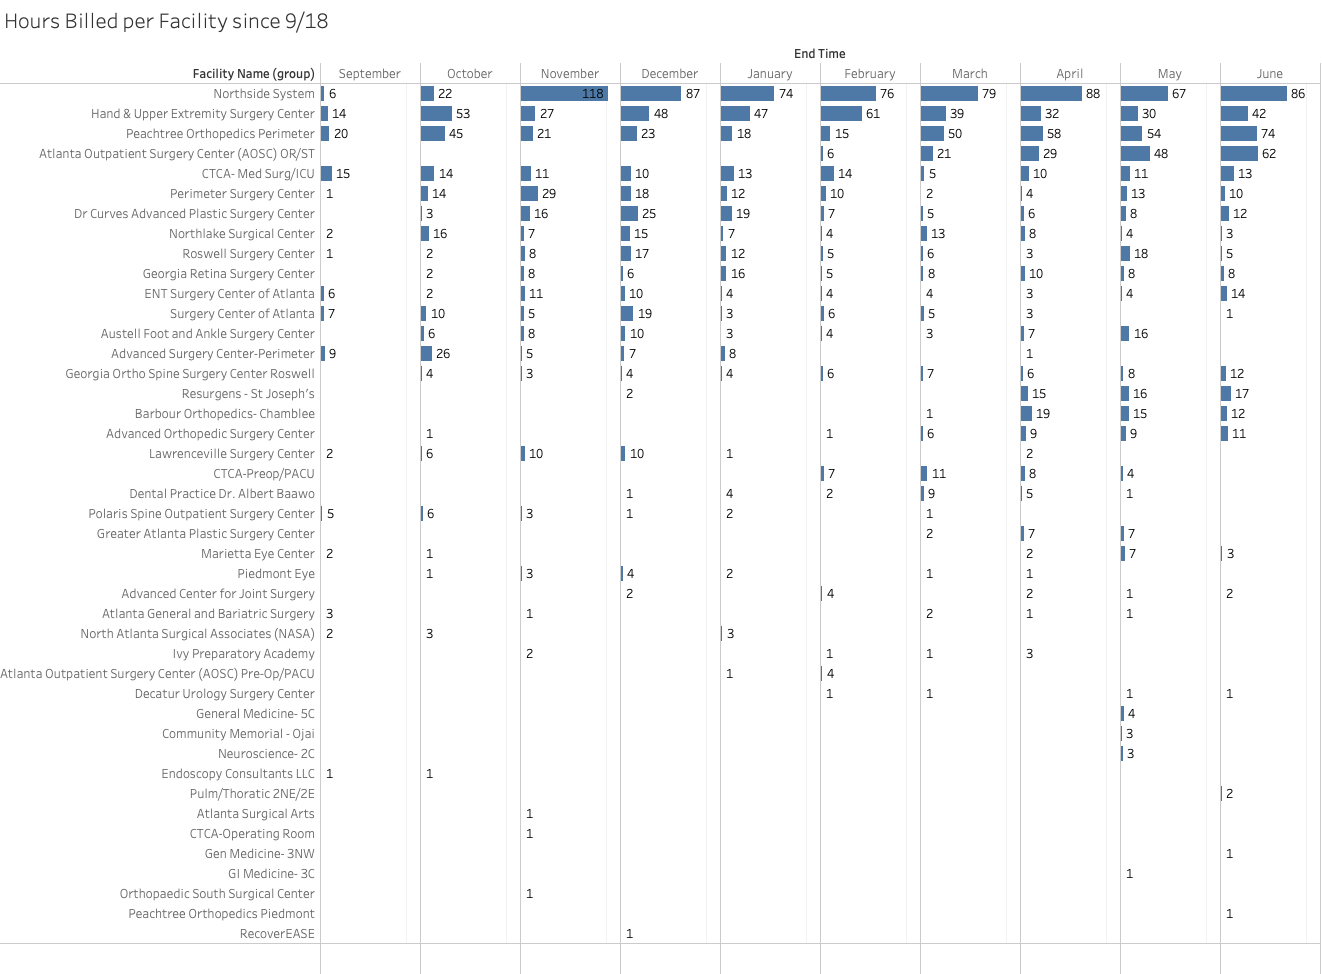 Hours Billed per Facility since 9/18
End Time
Facility Name (group) September October November December January February March April May June
Northside System 6 22 118 87 74 76 79 88 67 86
Hand & Upper Extremity Surgery Center 14 53 27 48 47 61 39 32 30 42
Peachtree Orthopedics Perimeter 20 45 21 23 18 15 50 58 54 74
Atlanta Outpatient Surgery Center (AOSC) OR/ST 6 21 29 48 62
CTCA- Med Surg/ICU 15 14 11 10 13 14 5 10 11 13
Perimeter Surgery Center 1 14 29 18 12 10 2 4 13 10
Dr Curves Advanced Plastic Surgery Center 3 16 25 19 7 5 6 8 12
Northlake Surgical Center 2 16 7 15 7 4 13 8 4 3
Roswell Surgery Center 1 2 8 17 12 5 6 3 18 5
Georgia Retina Surgery Center 2 8 6 16 5 8 10 8 8
ENT Surgery Center of Atlanta 6 2 11 10 4 4 4 3 4 14
Surgery Center of Atlanta 7 10 5 19 3 6 5 3 1
Austell Foot and Ankle Surgery Center 6 8 10 3 4 3 7 16
Advanced Surgery Center-Perimeter 9 26 5 7 8 1
Georgia Ortho Spine Surgery Center Roswell 4 3 4 4 6 7 6 8 12
Resurgens - St Joseph's 2 15 16 17
Barbour Orthopedics- Chamblee 1 19 15 12
Advanced Orthopedic Surgery Center 1 1 6 9 9 11
Lawrenceville Surgery Center 2 6 10 10 1 2
CTCA-Preop/PACU 7 11 8 4
Dental Practice Dr. Albert Baawo 1 4 2 9 5 1
Polaris Spine Outpatient Surgery Center 5 6 3 1 2 1
Greater Atlanta Plastic Surgery Center 2 7 7
Marietta Eye Center 2 1 2 7 3
Piedmont Eye 1 3 4 2 1 1
Advanced Center for Joint Surgery 2 4 2 1 2
Atlanta General and Bariatric Surgery 3 1 2 1 1
North Atlanta Surgical Associates (NASA) 2 3 3
Ivy Preparatory Academy 2 1 1 3
Atlanta Outpatient Surgery Center (AOSC) Pre-Op/PACU 1 4
Decatur Urology Surgery Center 1 1 1 1
General Medicine- 5C 4
Community Memorial - Ojai 3
Neuroscience- 2C 3
Endoscopy Consultants LLC 1 1
Pulm/Thoratic 2NE/2E 2
Atlanta Surgical Arts 1
CTCA-Operating Room 1
Gen Medicine- 3NW 1
GI Medicine- 3C 1
Orthopaedic South Surgical Center 1
Peachtree Orthopedics Piedmont 1
RecoverEASE 1